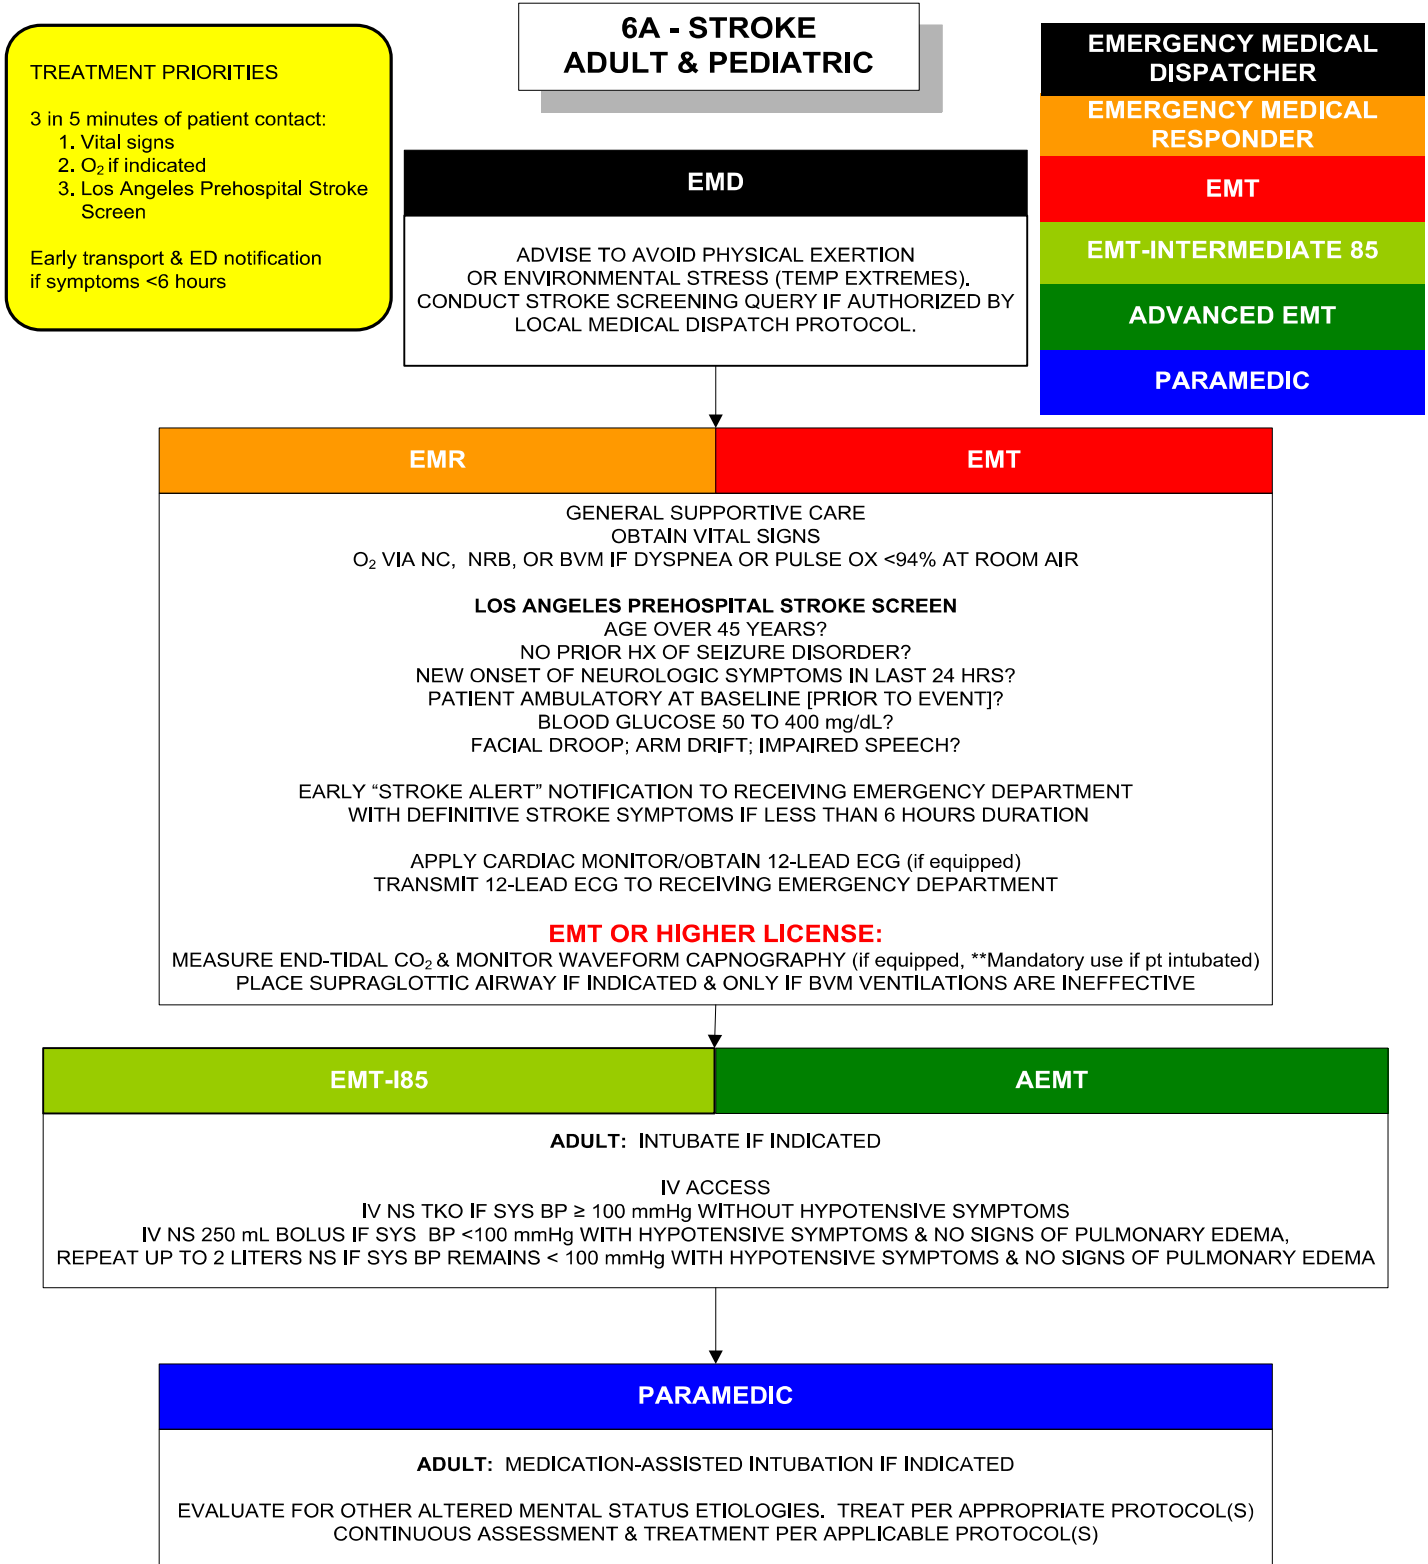 6A - STROKE
ADULT & PEDIATRIC
TREATMENT PRIORITIES
3 in 5 minutes of patient contact:
1. Vital signs
2. O₂ if indicated
3. Los Angeles Prehospital Stroke
Screen
Early transport & ED notification
if symptoms <6 hours
EMERGENCY MEDICAL
DISPATCHER
EMERGENCY MEDICAL
RESPONDER
EMT
EMT-INTERMEDIATE 85
ADVANCED EMT
PARAMEDIC
EMD
ADVISE TO AVOID PHYSICAL EXERTION
OR ENVIRONMENTAL STRESS (TEMP EXTREMES).
CONDUCT STROKE SCREENING QUERY IF AUTHORIZED BY
LOCAL MEDICAL DISPATCH PROTOCOL.
EMR
EMT
GENERAL SUPPORTIVE CARE
OBTAIN VITAL SIGNS
O₂ VIA NC, NRB, OR BVM IF DYSPNEA OR PULSE OX <94% AT ROOM AIR
LOS ANGELES PREHOSPITAL STROKE SCREEN
AGE OVER 45 YEARS?
NO PRIOR HX OF SEIZURE DISORDER?
NEW ONSET OF NEUROLOGIC SYMPTOMS IN LAST 24 HRS?
PATIENT AMBULATORY AT BASELINE [PRIOR TO EVENT]?
BLOOD GLUCOSE 50 TO 400 mg/dL?
FACIAL DROOP; ARM DRIFT; IMPAIRED SPEECH?
EARLY “STROKE ALERT” NOTIFICATION TO RECEIVING EMERGENCY DEPARTMENT
WITH DEFINITIVE STROKE SYMPTOMS IF LESS THAN 6 HOURS DURATION
APPLY CARDIAC MONITOR/OBTAIN 12-LEAD ECG (if equipped)
TRANSMIT 12-LEAD ECG TO RECEIVING EMERGENCY DEPARTMENT
EMT OR HIGHER LICENSE:
MEASURE END-TIDAL CO₂ & MONITOR WAVEFORM CAPNOGRAPHY (if equipped, **Mandatory use if pt intubated)
PLACE SUPRAGLOTTIC AIRWAY IF INDICATED & ONLY IF BVM VENTILATIONS ARE INEFFECTIVE
EMT-I85
AEMT
ADULT: INTUBATE IF INDICATED
IV ACCESS
IV NS TKO IF SYS BP ≥ 100 mmHg WITHOUT HYPOTENSIVE SYMPTOMS
IV NS 250 mL BOLUS IF SYS BP <100 mmHg WITH HYPOTENSIVE SYMPTOMS & NO SIGNS OF PULMONARY EDEMA,
REPEAT UP TO 2 LITERS NS IF SYS BP REMAINS < 100 mmHg WITH HYPOTENSIVE SYMPTOMS & NO SIGNS OF PULMONARY EDEMA
PARAMEDIC
ADULT: MEDICATION-ASSISTED INTUBATION IF INDICATED
EVALUATE FOR OTHER ALTERED MENTAL STATUS ETIOLOGIES. TREAT PER APPROPRIATE PROTOCOL(S)
CONTINUOUS ASSESSMENT & TREATMENT PER APPLICABLE PROTOCOL(S)